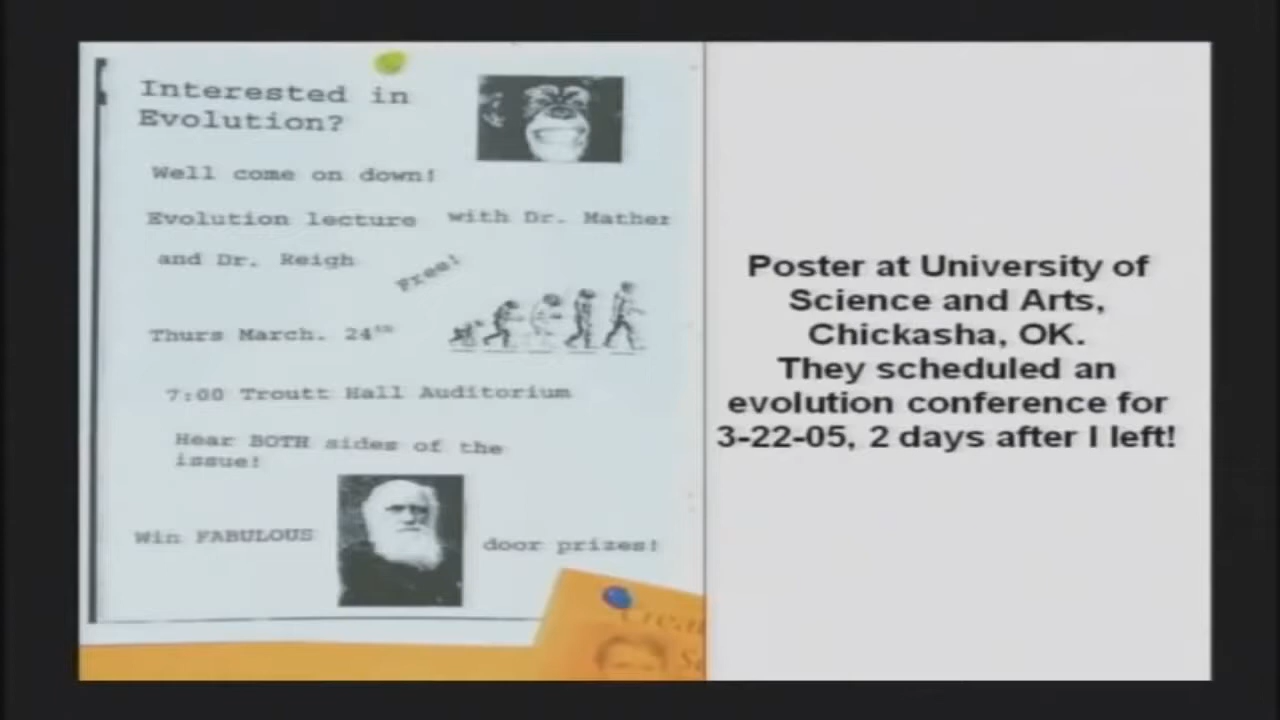 Interested in
Evolution?
Well come on down!
Evolution lecture with Dr. Mather
and Dr. Reigh
Free!
Thurs March. 24th
7:00 Troutt Hall Auditorium
Hear BOTH sides of the
issue!
Win FABULOUS door prizes!
Poster at University of
Science and Arts,
Chickasha, OK.
They scheduled an
evolution conference for
3-22-05, 2 days after I left!